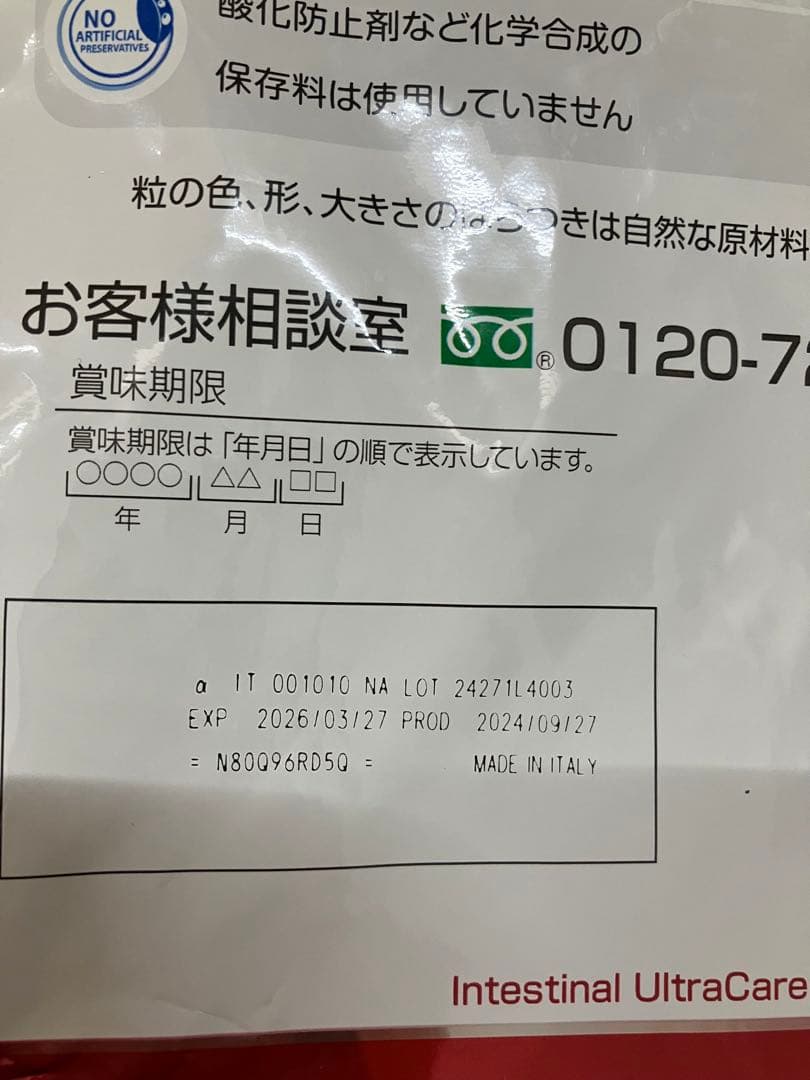 NO
ARTIFICIAL
PRESERVATIVES
酸化防止剤など化学合成の
保存料は使用していません
粒の色、形、大きさのばらつきは自然な原材料
お客様相談室 ® 0120-72
賞味期限
賞味期限は「年月日」の順で表示しています。
○○○○ △△ □□
年 月 日
α IT 001010 NA LOT 24271L4003
EXP 2026/03/27 PROD 2024/09/27
= N80Q96RD5Q = MADE IN ITALY
Intestinal UltraCare